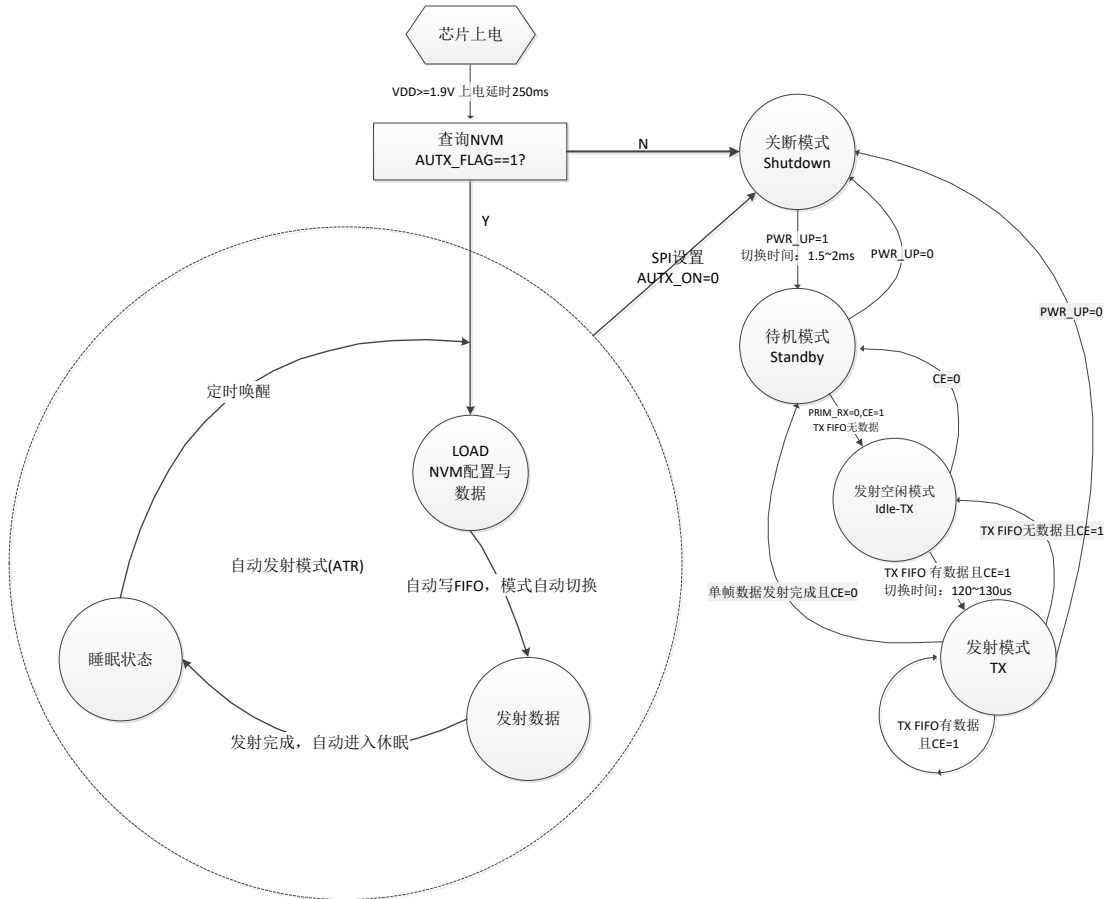 芯片上电
VDD>=1.9V 上电延时250ms
查询NVM
AUTX_FLAG==1?
N
Y
关断模式
Shutdown
PWR_UP=1
切换时间：1.5~2ms
PWR_UP=0
SPI设置
AUTX_ON=0
PWR_UP=0
待机模式
Standby
CE=0
PRIM_RX=0,CE=1
TX FIFO无数据
发射空闲模式
Idle-TX
TX FIFO无数据且CE=1
TX FIFO 有数据且CE=1
切换时间：120~130us
单帧数据发射完成且CE=0
发射模式
TX
TX FIFO有数据
且CE=1
定时唤醒
LOAD
NVM配置与
数据
自动发射模式(ATR)
自动写FIFO，模式自动切换
睡眠状态
发射数据
发射完成，自动进入休眠